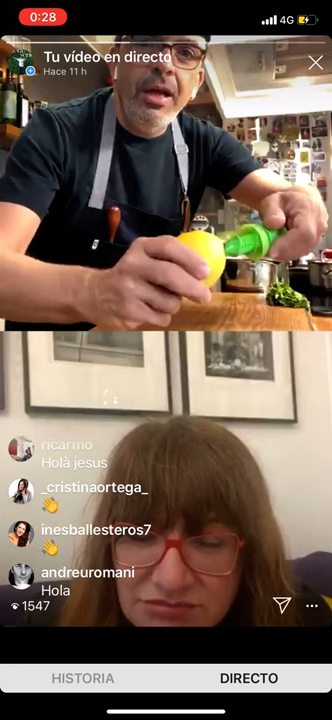 0:28
4G
Tu vídeo en directo
Hace 11 h
ricarmo
Holà jesus
_cristinaortega_
👋
inesballesteros7
👋
andreuromani
Hola
1547
HISTORIA
DIRECTO